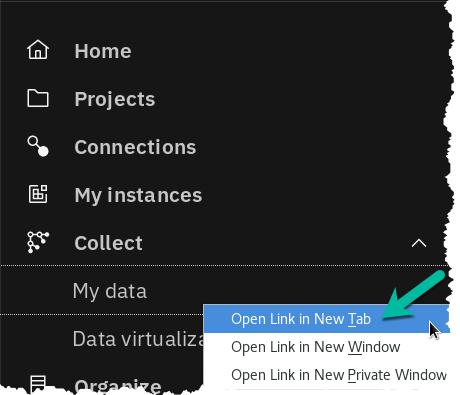 Home
Projects
Connections
My instances
Collect
My data
Open Link in New Tab
Data virtualiza
Open Link in New Window
Open Link in New Private Window
Organize